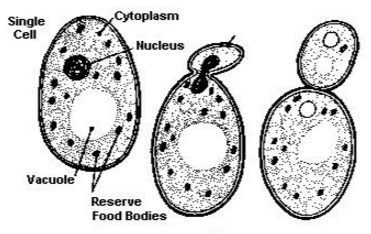 Single
Cell
Cytoplasm
Nucleus
Vacuole
Reserve
Food Bodies